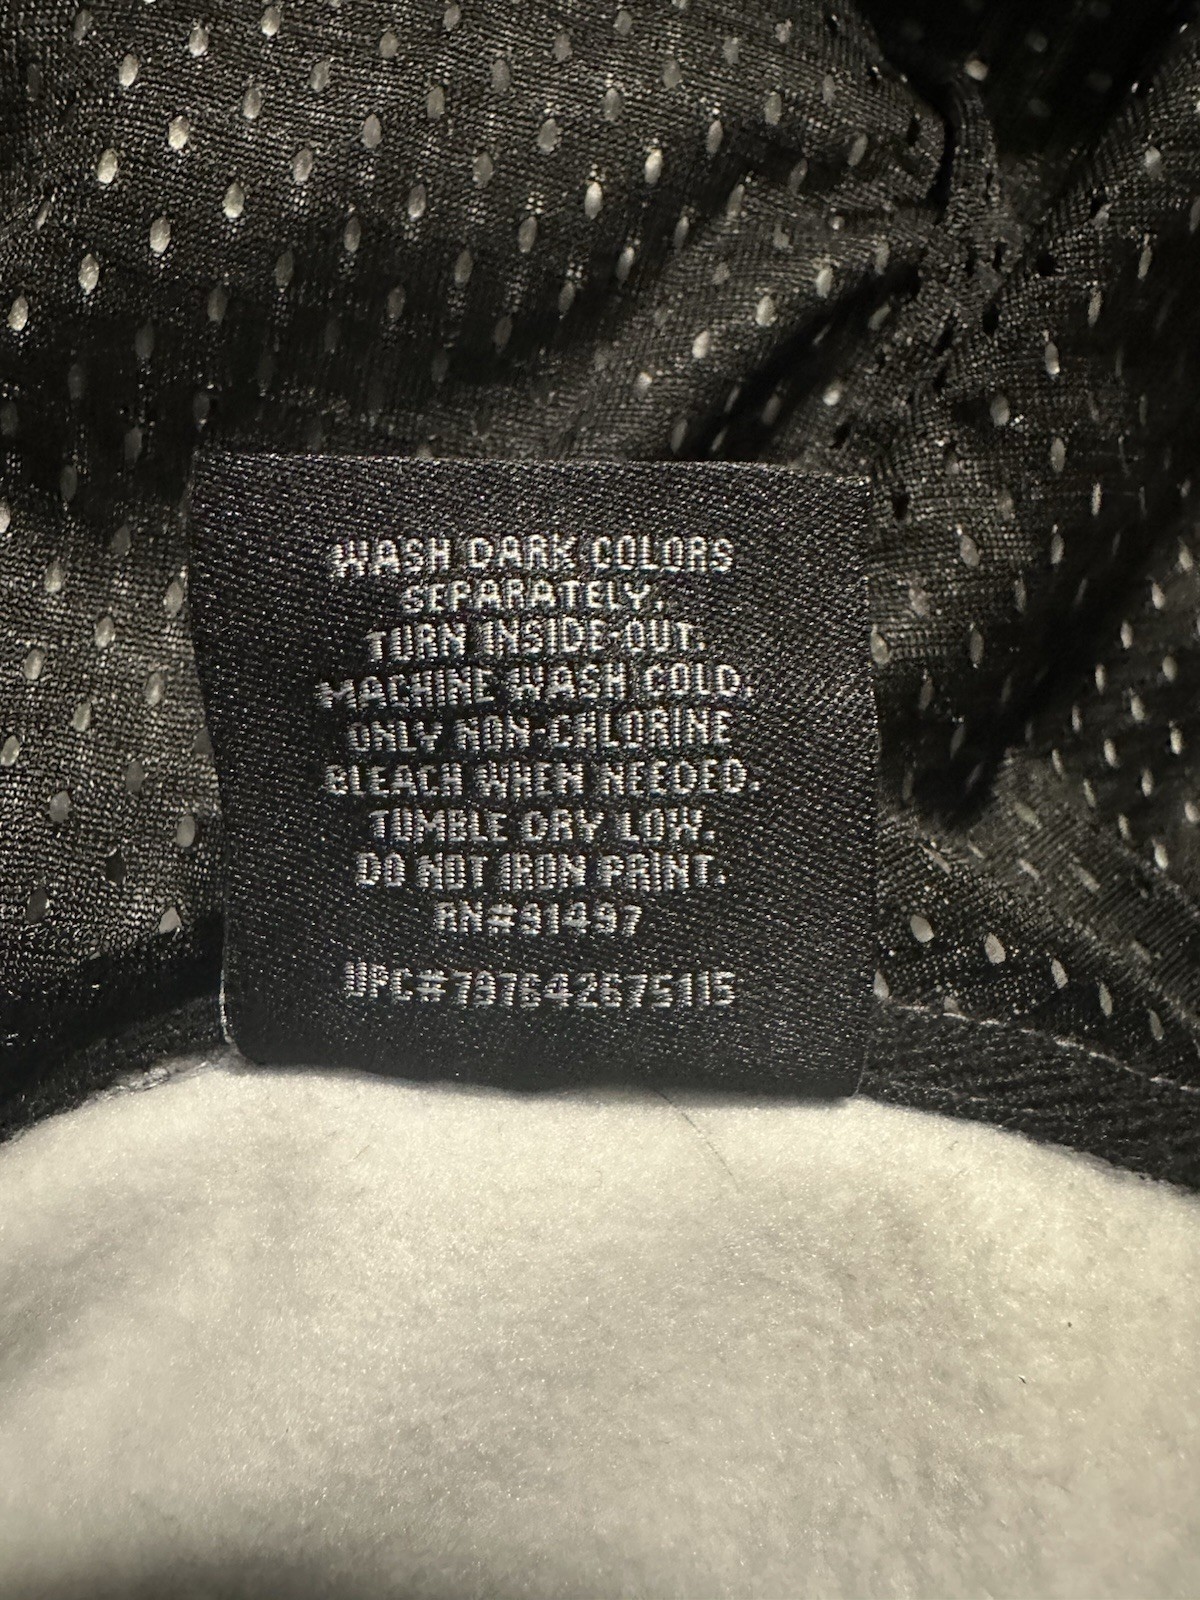 WASH DARK COLORS
SEPARATELY.
TURN INSIDE-OUT.
MACHINE WASH COLD.
ONLY NON-CHLORINE
BLEACH WHEN NEEDED.
TUMBLE DRY LOW.
DO NOT IRON PRINT.
RN#91497
UPC#797642675115